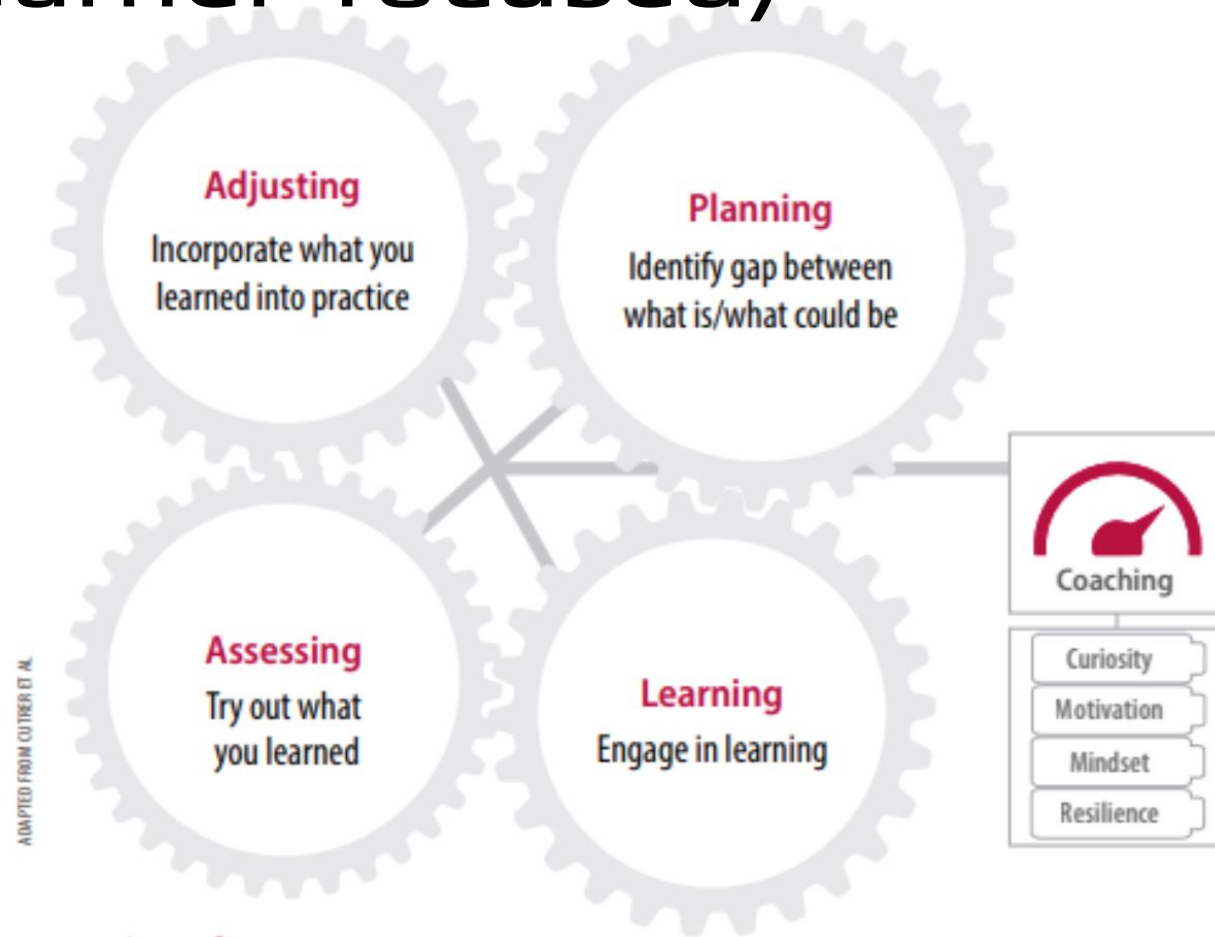 focused)
Adjusting
Incorporate what you
learned into practice
Planning
Identify gap between
what is/what could be
Assessing
Try out what
you learned
Learning
Engage in learning
Coaching
Curiosity
Motivation
Mindset
Resilience
ADAPTED FROM CUTRER ET AL